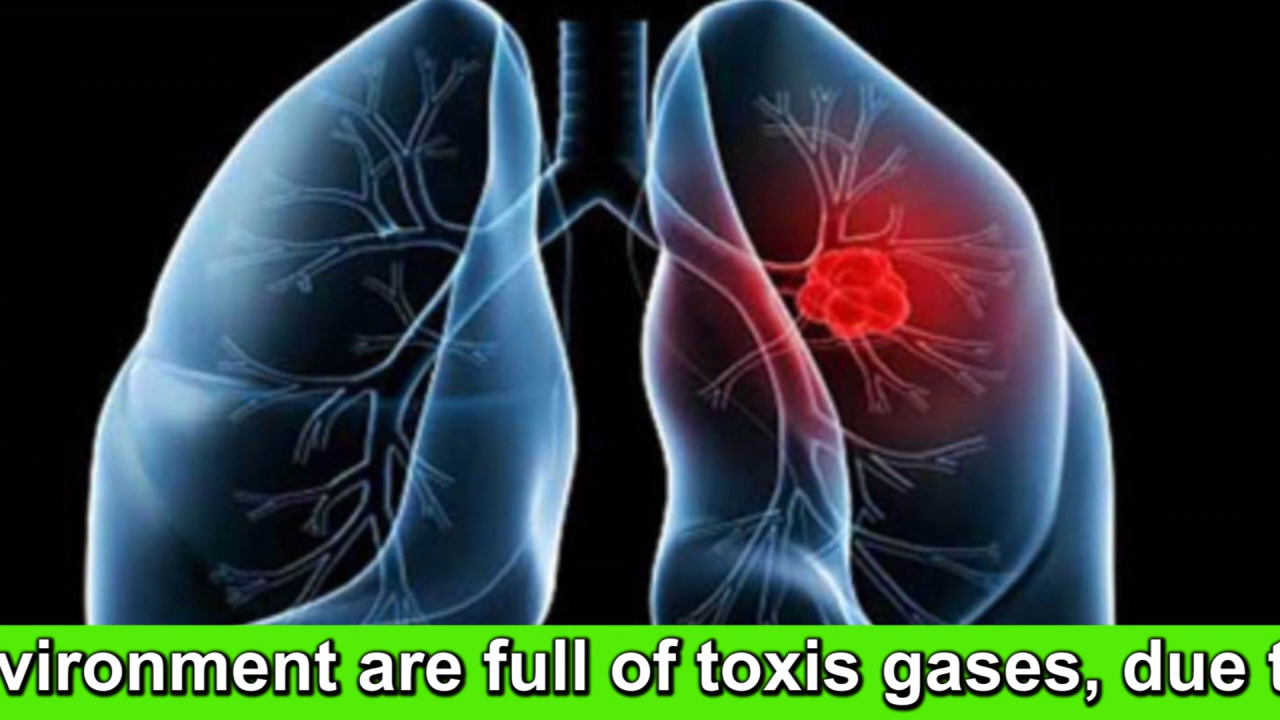 vironment are full of toxis gases, due t